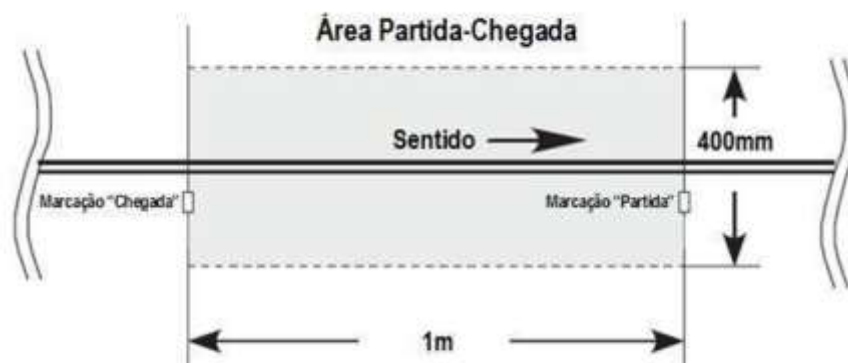 Área Partida-Chegada
Sentido
400mm
Marcação "Chegada"
Marcação "Partida"
1m